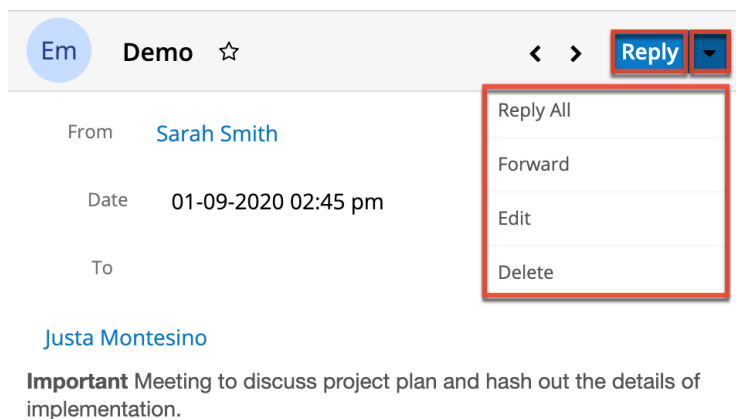 Em Demo Reply
Reply All
From Sarah Smith
Forward
Date 01-09-2020 02:45 pm
Edit
To
Delete
Justa Montesino
Important Meeting to discuss project plan and hash out the details of
implementation.